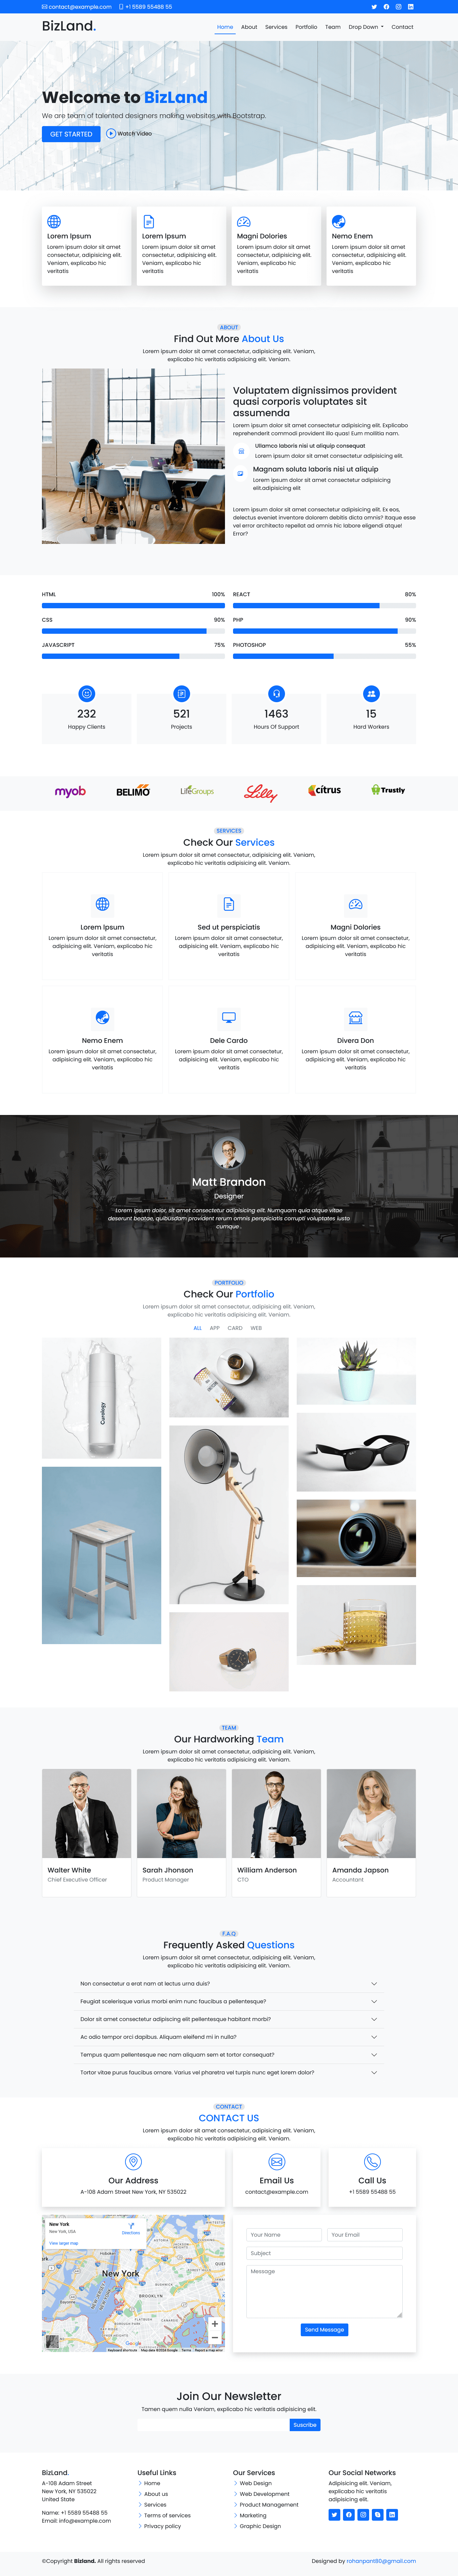 contact@example.com +1 5589 55488 55
BizLand.
Home About Services Portfolio Team Drop Down Contact
Welcome to BizLand
We are team of talented designers making websites with Bootstrap.
GET STARTED Watch Video
Lorem Ipsum
Lorem ipsum dolor sit amet
consectetur, adipisicing elit.
Veniam, explicabo hic
veritatis
Lorem Ipsum
Lorem ipsum dolor sit amet
consectetur, adipisicing elit.
Veniam, explicabo hic
veritatis
Magni Dolories
Lorem ipsum dolor sit amet
consectetur, adipisicing elit.
Veniam, explicabo hic
veritatis
Nemo Enem
Lorem ipsum dolor sit amet
consectetur, adipisicing elit.
Veniam, explicabo hic
veritatis
ABOUT
Find Out More About Us
Lorem ipsum dolor sit amet consectetur, adipisicing elit. Veniam,
explicabo hic veritatis adipisicing elit. Veniam.
Voluptatem dignissimos provident
quasi corporis voluptates sit
assumenda
Lorem ipsum dolor sit amet consectetur adipisicing elit. Explicabo
reprehenderit commodi provident illo quas! Eum mollitia nam.
Ullamco laboris nisi ut aliquip consequat
Lorem ipsum dolor sit amet consectetur adipisicing elit.
Magnam soluta laboris nisi ut aliquip
Lorem ipsum dolor sit amet consectetur adipisicing
elit.adipisicing elit
Lorem ipsum dolor sit amet consectetur adipisicing elit. Ex eos,
delectus eveniet inventore dolorem debitis dicta omnis? Itaque esse
vel error architecto repellat ad omnis hic labore eligendi atque!
Error?
HTML 100%
REACT 80%
CSS 90%
PHP 90%
JAVASCRIPT 75%
PHOTOSHOP 55%
232
Happy Clients
521
Projects
1463
Hours Of Support
15
Hard Workers
myob BELIMO LifeGroups Lilly citrus Trustly
SERVICES
Check Our Services
Lorem ipsum dolor sit amet consectetur, adipisicing elit. Veniam,
explicabo hic veritatis adipisicing elit. Veniam.
Lorem Ipsum
Lorem ipsum dolor sit amet consectetur,
adipisicing elit. Veniam, explicabo hic
veritatis
Sed ut perspiciatis
Lorem ipsum dolor sit amet consectetur,
adipisicing elit. Veniam, explicabo hic
veritatis
Magni Dolories
Lorem ipsum dolor sit amet consectetur,
adipisicing elit. Veniam, explicabo hic
veritatis
Nemo Enem
Lorem ipsum dolor sit amet consectetur,
adipisicing elit. Veniam, explicabo hic
veritatis
Dele Cardo
Lorem ipsum dolor sit amet consectetur,
adipisicing elit. Veniam, explicabo hic
veritatis
Divera Don
Lorem ipsum dolor sit amet consectetur,
adipisicing elit. Veniam, explicabo hic
veritatis
Matt Brandon
Designer
Lorem ipsum dolor, sit amet consectetur adipisicing elit. Numquam quia atque vitae
deserunt beatae, quibusdam provident rerum omnis perspiciatis corrupti voluptates iusto
cumque .
PORTFOLIO
Check Our Portfolio
Lorem ipsum dolor sit amet consectetur, adipisicing elit. Veniam,
explicabo hic veritatis adipisicing elit. Veniam.
ALL APP CARD WEB
Curology
TEAM
Our Hardworking Team
Lorem ipsum dolor sit amet consectetur, adipisicing elit. Veniam,
explicabo hic veritatis adipisicing elit. Veniam.
Walter White
Chief Executive Officer
Sarah Jhonson
Product Manager
William Anderson
CTO
Amanda Japson
Accountant
F.A.Q
Frequently Asked Questions
Lorem ipsum dolor sit amet consectetur, adipisicing elit. Veniam,
explicabo hic veritatis adipisicing elit. Veniam.
Non consectetur a erat nam at lectus urna duis?
Feugiat scelerisque varius morbi enim nunc faucibus a pellentesque?
Dolor sit amet consectetur adipiscing elit pellentesque habitant morbi?
Ac odio tempor orci dapibus. Aliquam eleifend mi in nulla?
Tempus quam pellentesque nec nam aliquam sem et tortor consequat?
Tortor vitae purus faucibus ornare. Varius vel pharetra vel turpis nunc eget lorem dolor?
CONTACT
CONTACT US
Lorem ipsum dolor sit amet consectetur, adipisicing elit. Veniam,
explicabo hic veritatis adipisicing elit. Veniam.
Our Address
A-108 Adam Street New York, NY 535022
Email Us
contact@example.com
Call Us
+1 5589 55488 55
New York
New York, USA
Directions
View larger map
Hoboken
New York
BROOKLYN
QUEENS
Google
Keyboard shortcuts Map data ©2026 Google Terms Report a map error
Your Name Your Email
Subject
Message
Send Message
Join Our Newsletter
Tamen quem nulla Veniam, explicabo hic veritatis adipisicing elit.
Suscribe
BizLand.
A-108 Adam Street
New York, NY 535022
United State
Name: +1 5589 55488 55
Email: info@example.com
Useful Links
Home
About us
Services
Terms of services
Privacy policy
Our Services
Web Design
Web Development
Product Management
Marketing
Graphic Design
Our Social Networks
Adipisicing elit. Veniam,
explicabo hic veritatis
adipisicing elit.
©Copyright Bizland. All rights reserved
Designed by rohanpant80@gmail.com